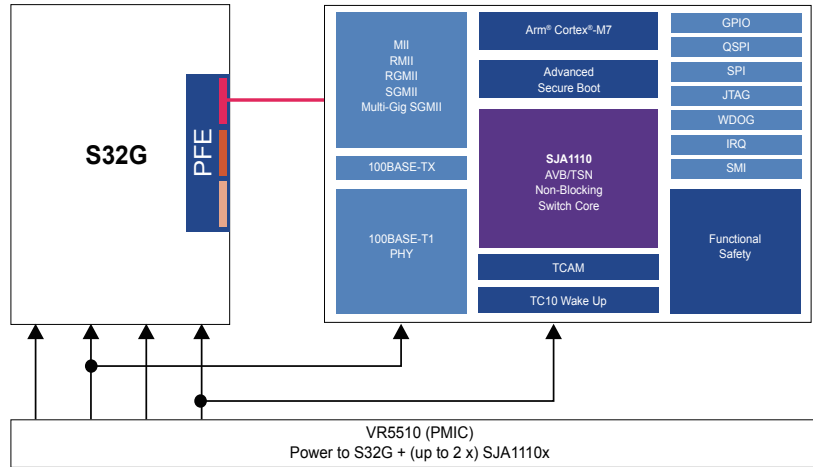 S32G
PFE
MII
RMII
RGMII
SGMII
Multi-Gig SGMII
100BASE-TX
100BASE-T1
PHY
Arm® Cortex®-M7
Advanced
Secure Boot
SJA1110
AVB/TSN
Non-Blocking
Switch Core
TCAM
TC10 Wake Up
GPIO
QSPI
SPI
JTAG
WDOG
IRQ
SMI
Functional
Safety
VR5510 (PMIC)
Power to S32G + (up to 2 x) SJA1110x